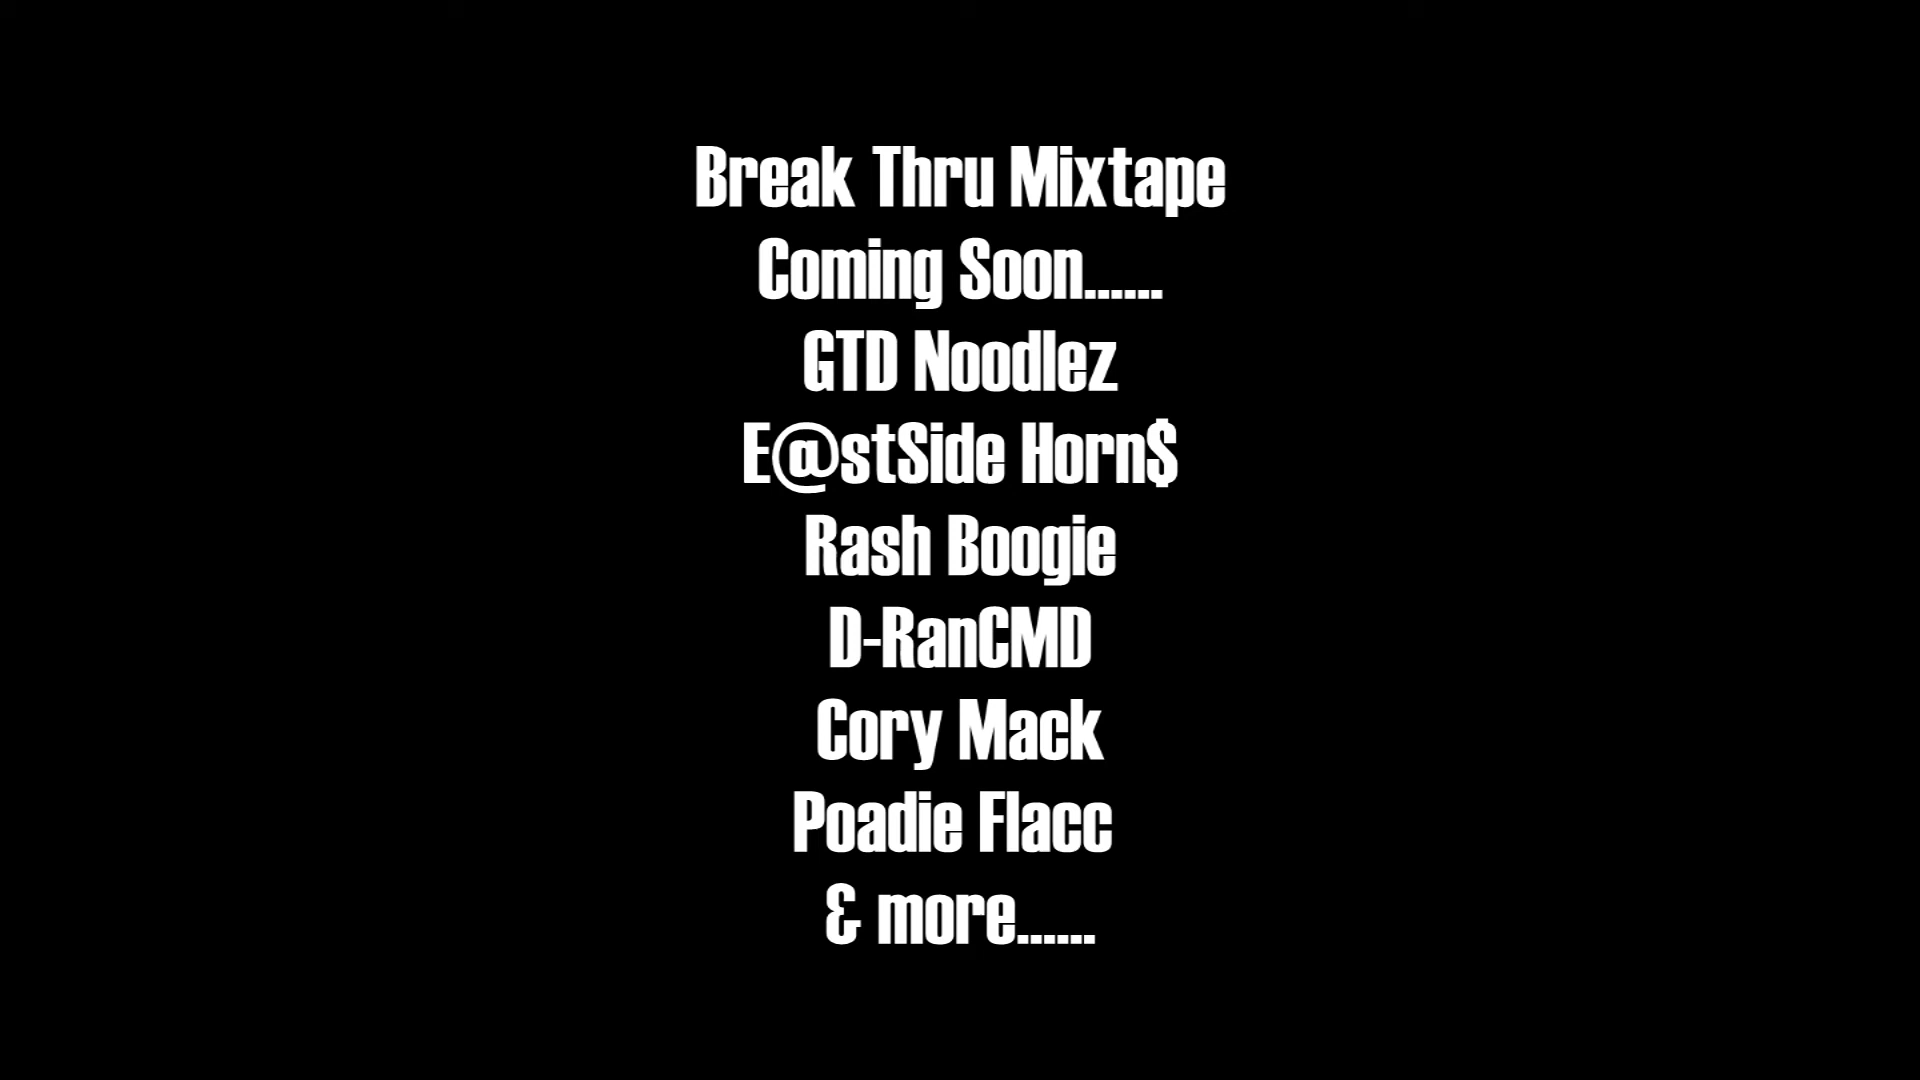 Break Thru Mixtape
Coming Soon......
GTD Noodlez
E@stSide Horn$
Rash Boogie
D-RanCMD
Cory Mack
Poadie Flacc
& more......